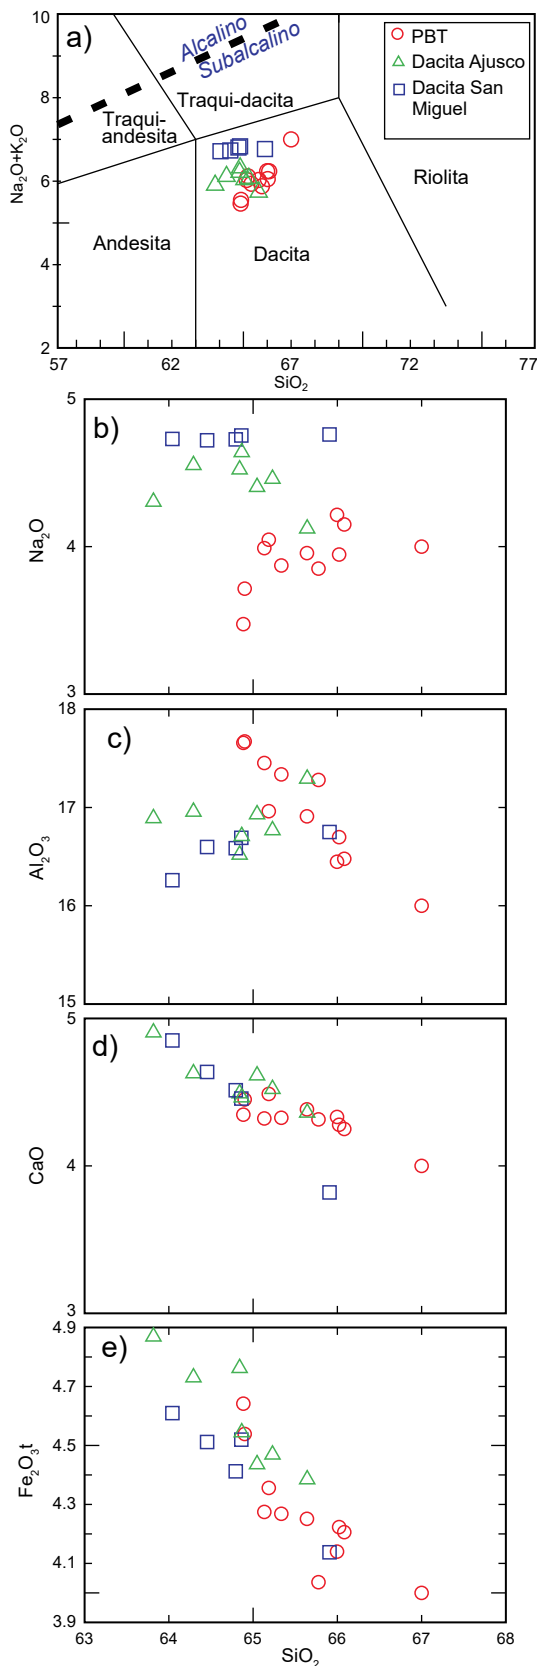 a)
Alcalino
Subalcalino
PBT
Dacita Ajusco
Dacita San
Miguel
Traqui-dacita
Traqui-
andesita
Riolita
Andesita
Dacita
Na₂O+K₂O
10
8
6
4
2
57
62
67
72
77
SiO₂
b)
Na₂O
5
4
3
c)
Al₂O₃
18
17
16
15
d)
CaO
5
4
3
e)
Fe₂O₃t
4.9
4.7
4.5
4.3
4.1
3.9
63
64
65
66
67
68
SiO₂